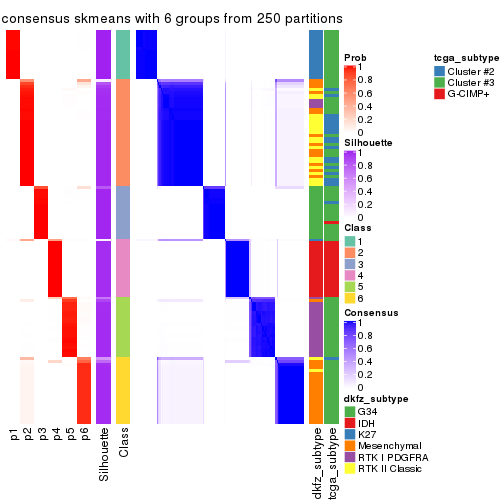 consensus skmeans with 6 groups from 250 partitions
Prob
1
0.8
0.6
0.4
0.2
0
Silhouette
1
0.8
0.6
0.4
0.2
0
Class
1
2
3
4
5
6
Consensus
1
0.8
0.6
0.4
0.2
0
dkfz_subtype
G34
IDH
K27
Mesenchymal
RTK I PDGFRA
RTK II Classic
tcga_subtype
Cluster #2
Cluster #3
G-CIMP+
p1
p2
p3
p4
p5
p6
Silhouette
Class
dkfz_subtype
tcga_subtype